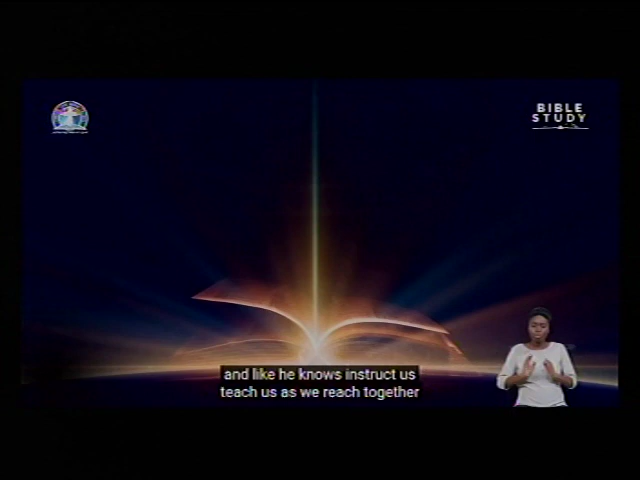 BIBLE
STUDY
and like he knows instruct us
teach us as we reach together